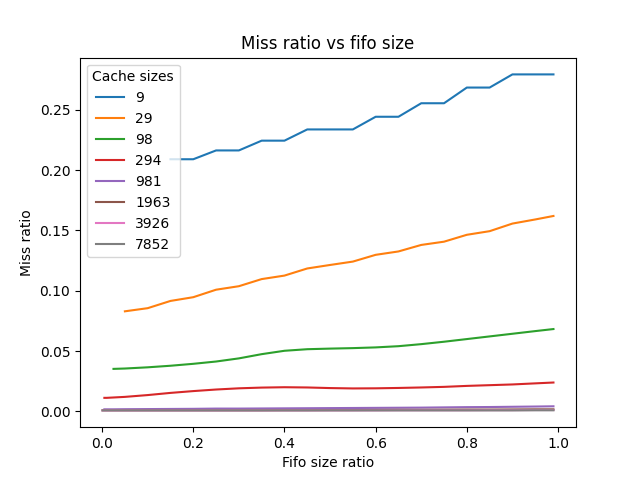 Miss ratio vs fifo size
Cache sizes
9
29
98
294
981
1963
3926
7852
Miss ratio
0.25
0.20
0.15
0.10
0.05
0.00
0.0 0.2 0.4 0.6 0.8 1.0
Fifo size ratio